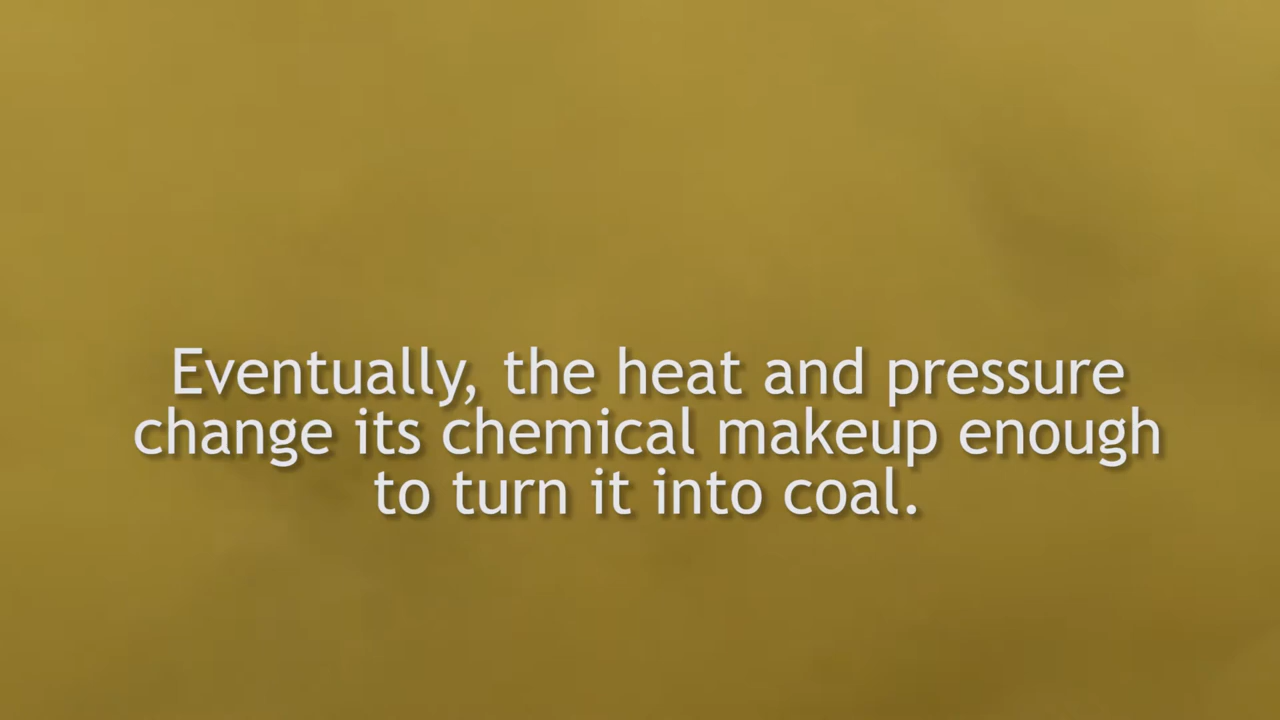 Eventually, the heat and pressure
change its chemical makeup enough
to turn it into coal.